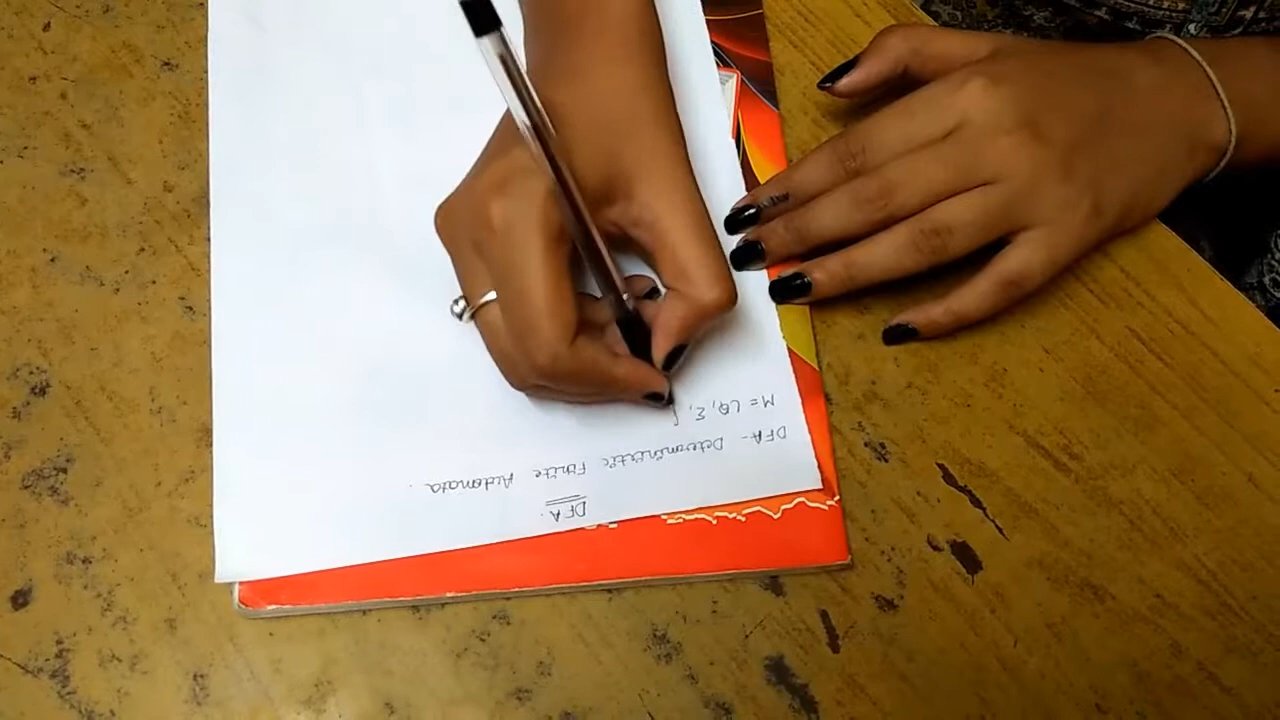 DFA.
DFA - Deterministic Finite Automata.
M = (Q, Σ,